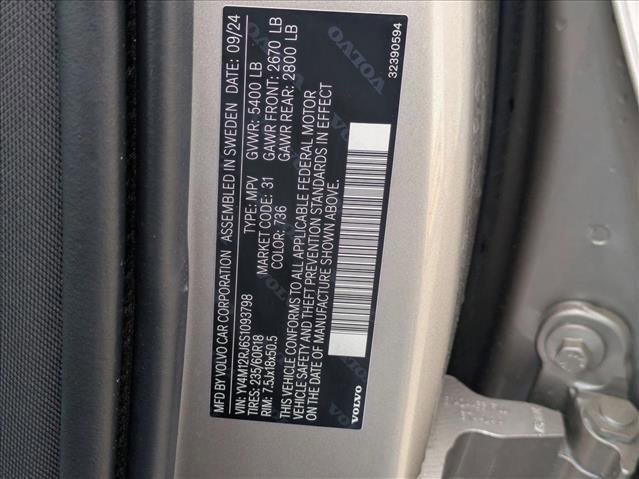 MFD BY VOLVO CAR CORPORATION ASSEMBLED IN SWEDEN DATE: 09/24
VIN: YV4M12RJ6S1093798 TYPE: MPV GVWR: 5400 LB
TIRES: 235/60R18 MARKET CODE: 31 GAWR FRONT: 2670 LB
RIM: 7.5Jx18x50.5 COLOR: 736 GAWR REAR: 2800 LB
THIS VEHICLE CONFORMS TO ALL APPLICABLE FEDERAL MOTOR
VEHICLE SAFETY AND THEFT PREVENTION STANDARDS IN EFFECT
ON THE DATE OF MANUFACTURE SHOWN ABOVE.
VOLVO
VOLVO
32390594